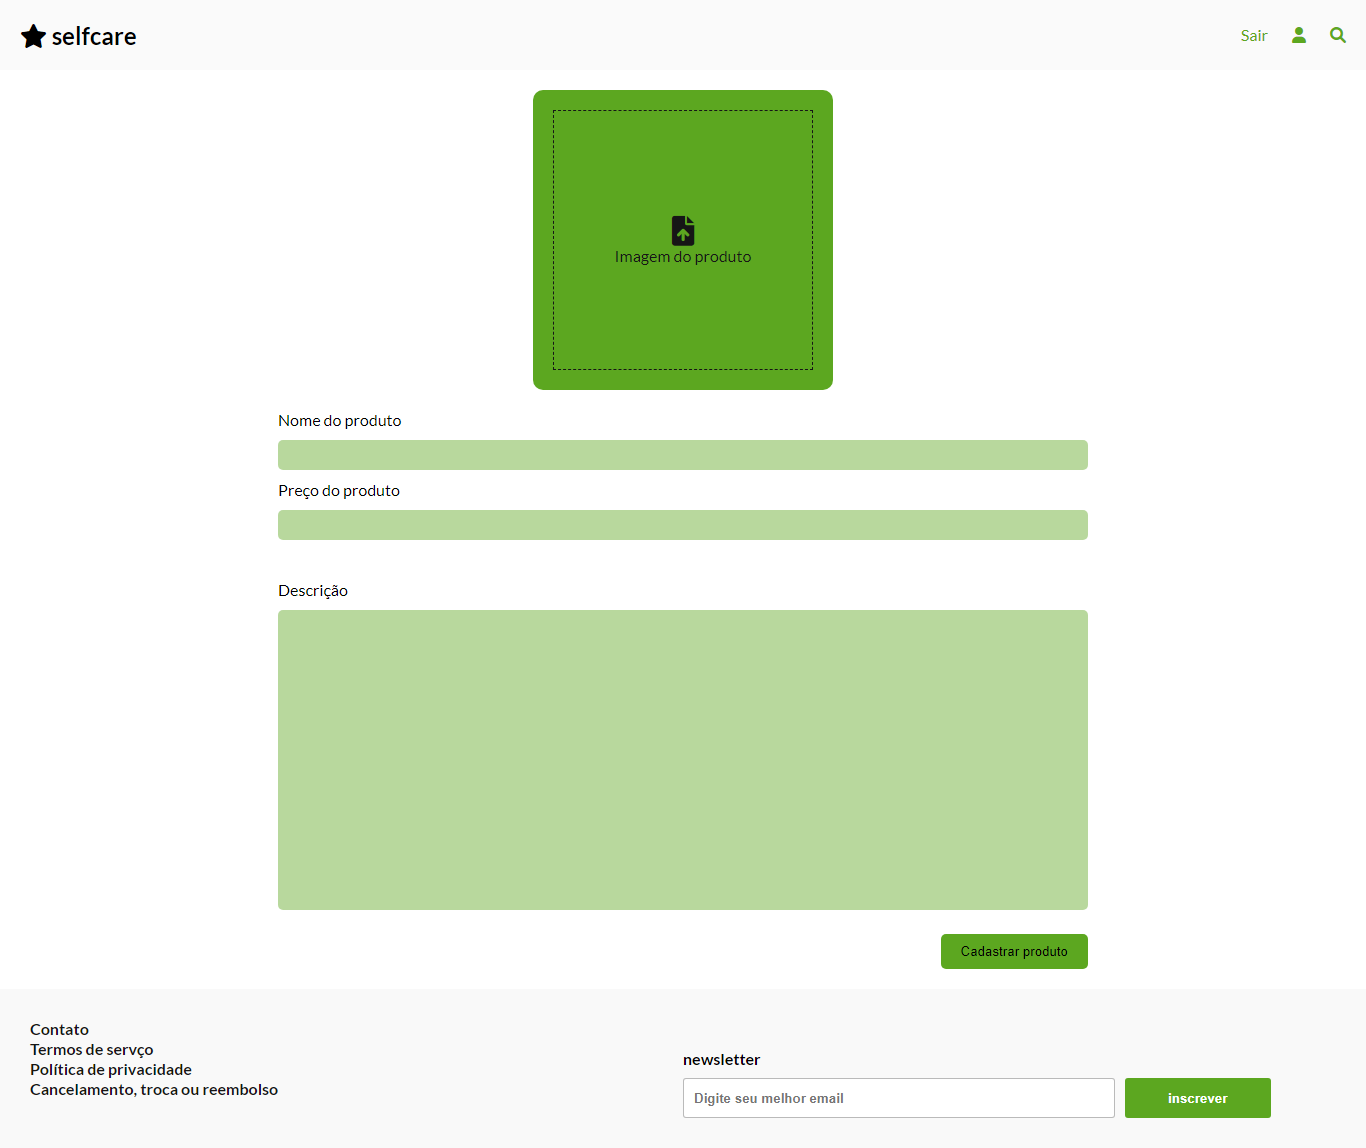 selfcare
Sair
Imagem do produto
Nome do produto
Preço do produto
Descrição
Cadastrar produto
Contato
Termos de servço
Política de privacidade
Cancelamento, troca ou reembolso
newsletter
Digite seu melhor email
inscrever